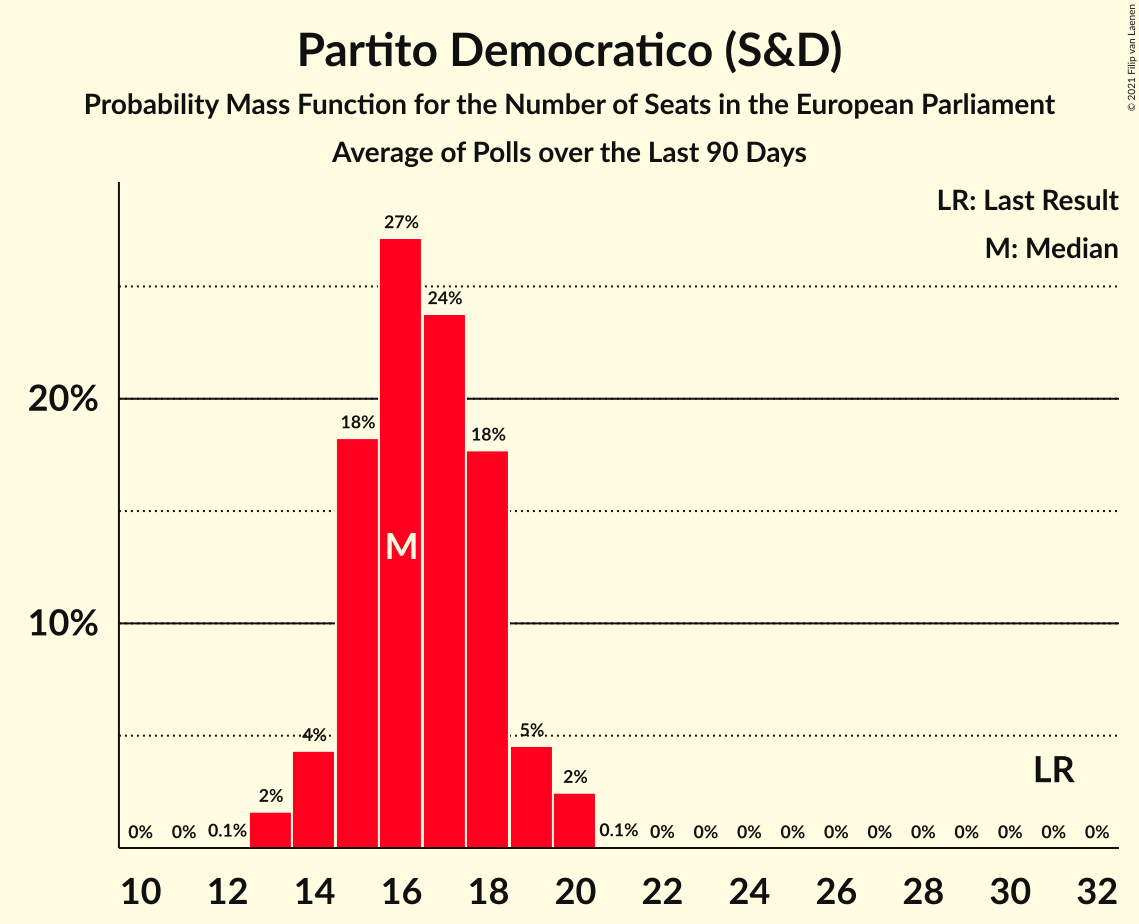 Partito Democratico (S&D)
Probability Mass Function for the Number of Seats in the European Parliament
Average of Polls over the Last 90 Days
© 2021 Filip van Laenen
LR: Last Result
M: Median
27%
24%
20%
18%
18%
M
10%
4%
5%
LR
2%
2%
0% 0% 0.1% 0.1% 0% 0% 0% 0% 0% 0% 0% 0% 0% 0% 0%
10 12 14 16 18 20 22 24 26 28 30 32